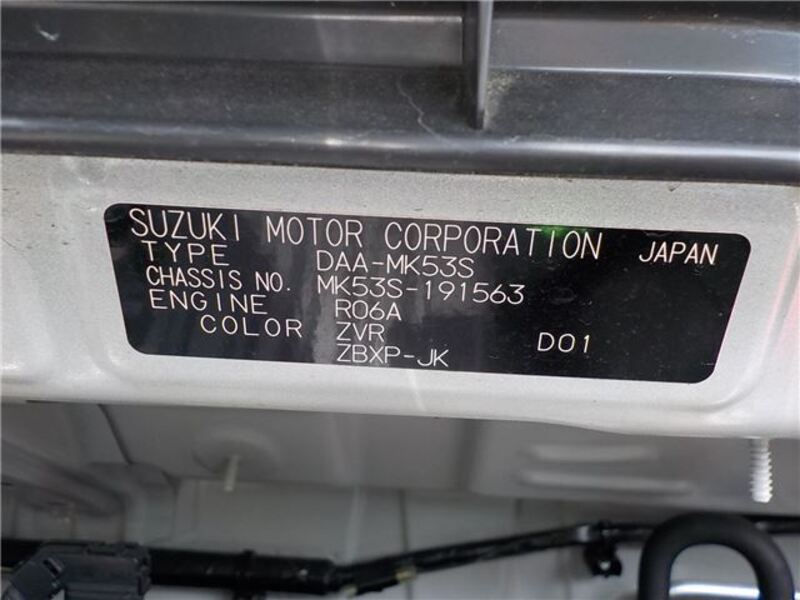 SUZUKI MOTOR CORPORATION JAPAN
TYPE DAA-MK53S
CHASSIS NO. MK53S-191563
ENGINE R06A
COLOR ZVR D01
ZBXP-JK